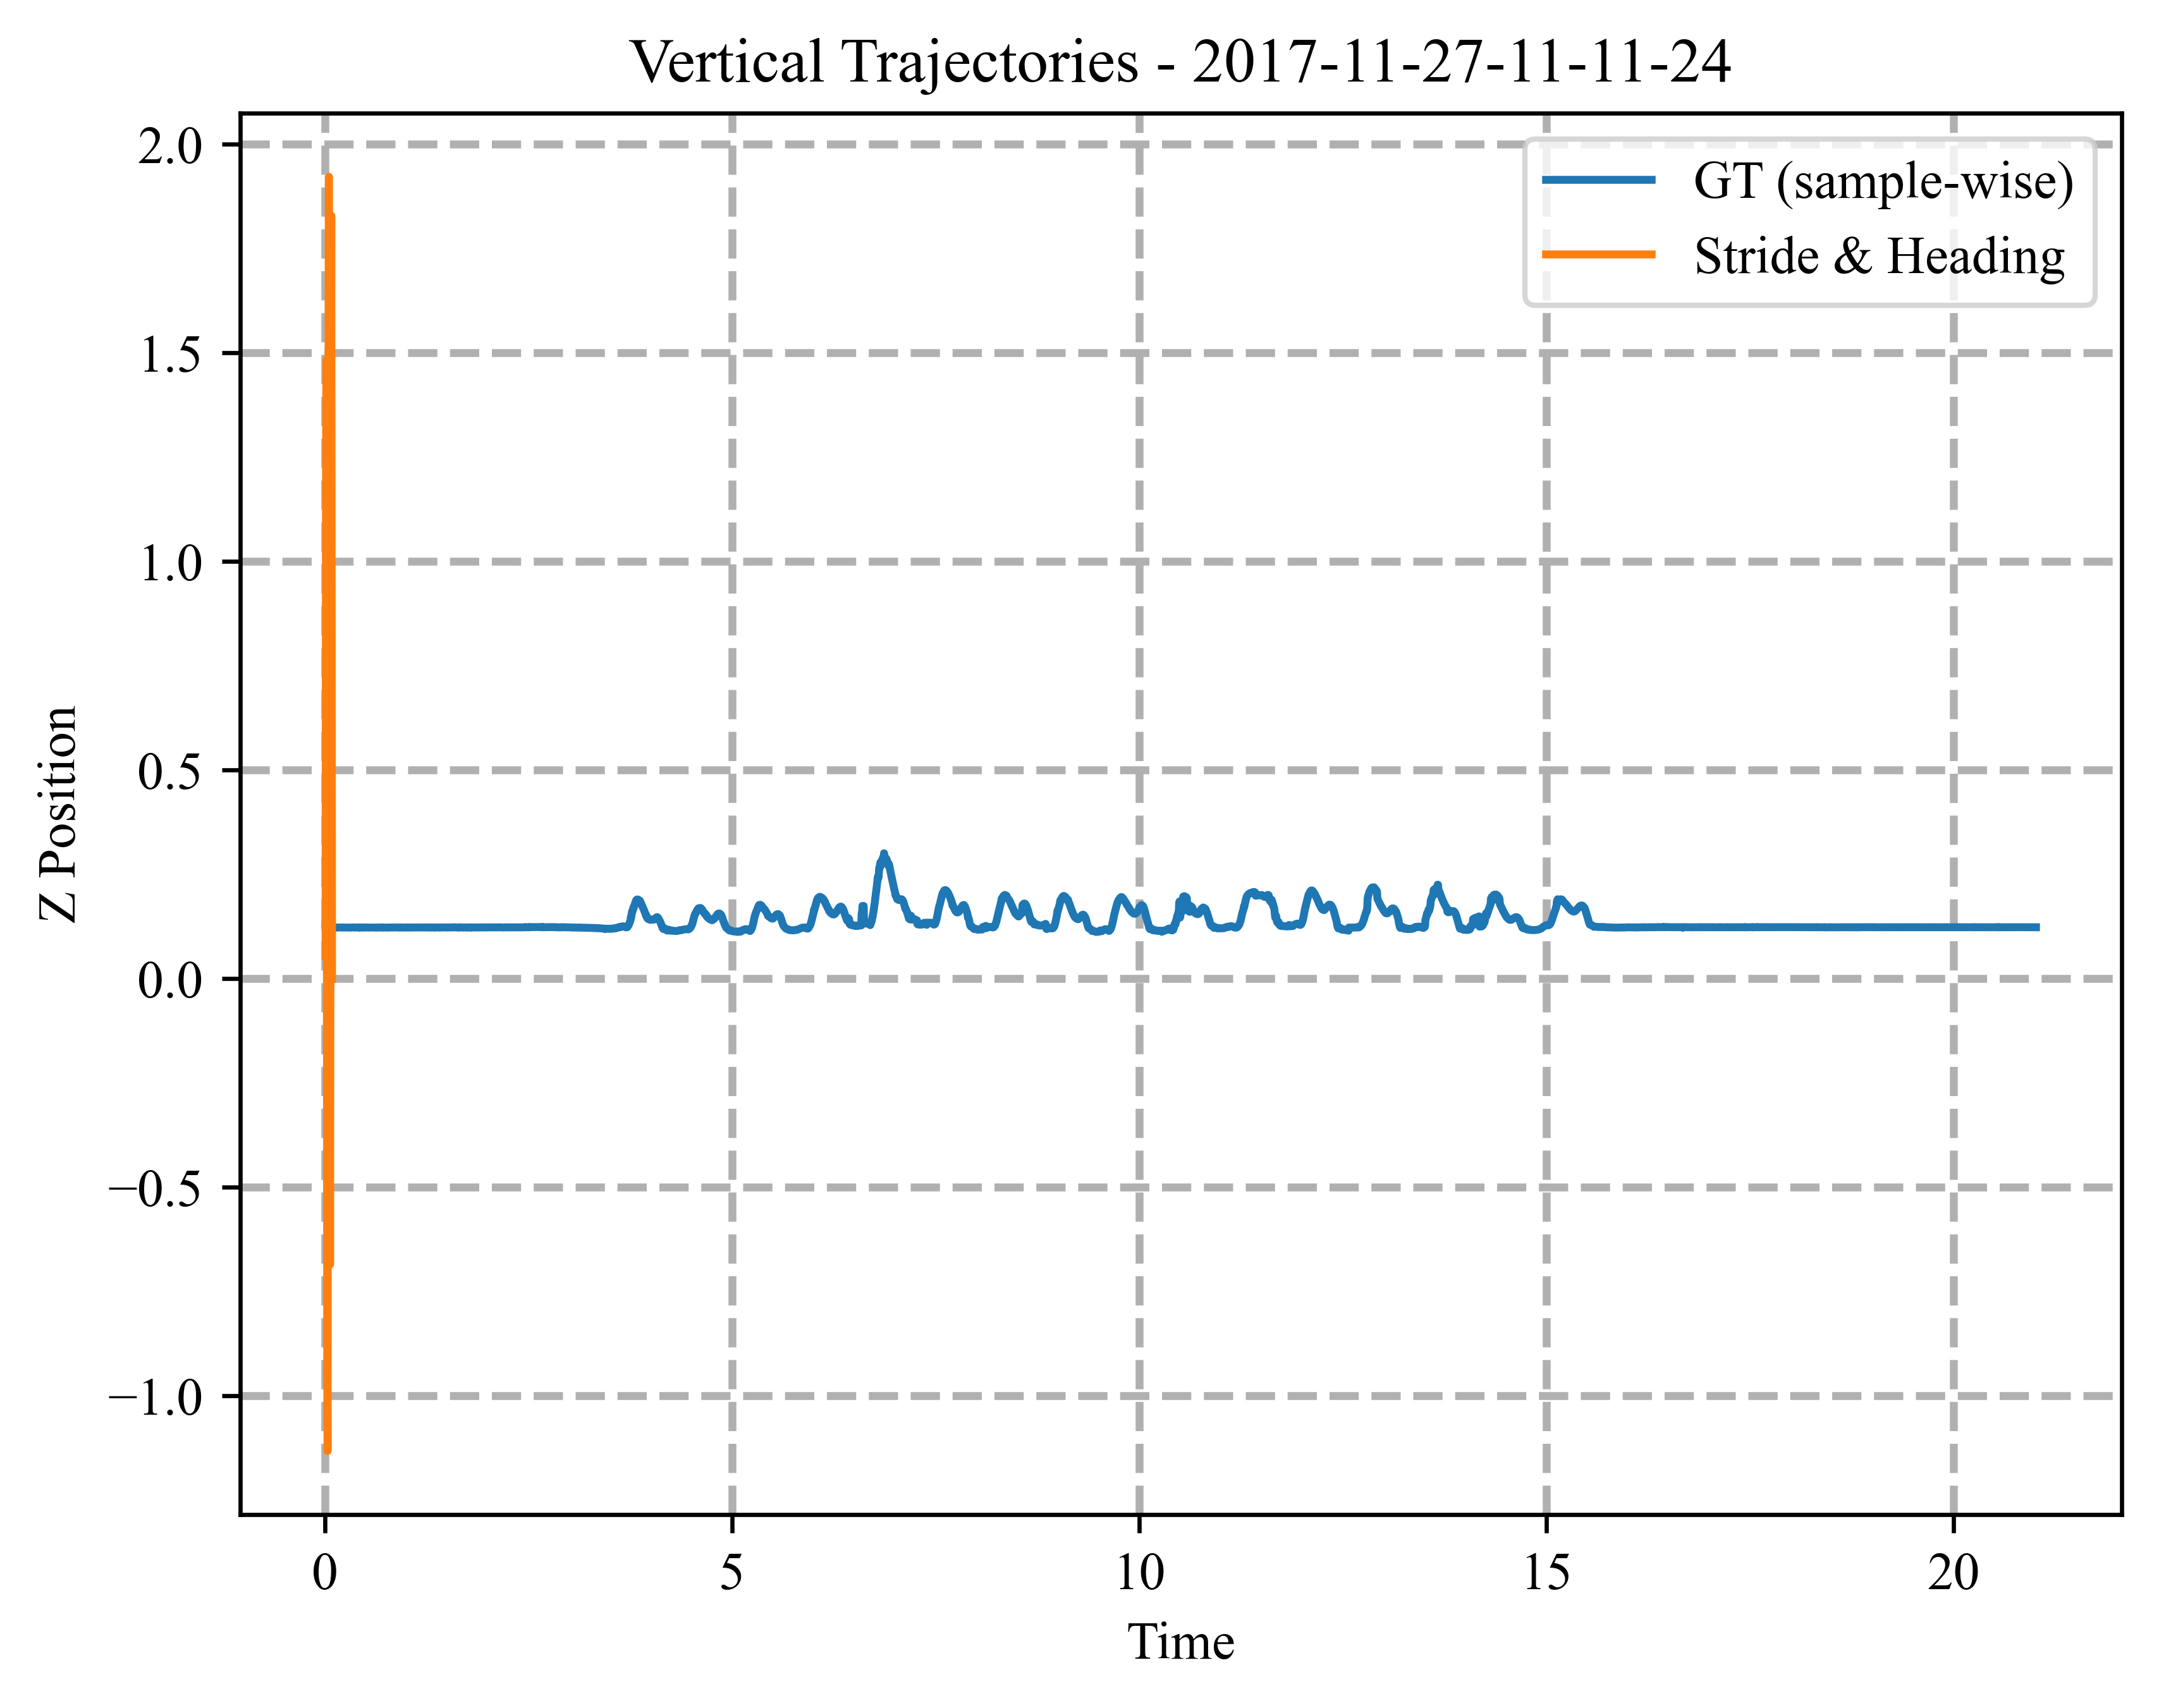 Vertical Trajectories - 2017-11-27-11-11-24
2.0
1.5
1.0
0.5
0.0
−0.5
−1.0
Z Position
GT (sample-wise)
Stride & Heading
0 5 10 15 20
Time